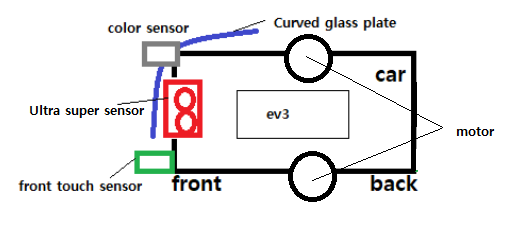 color sensor
Curved glass plate
car
Ultra super sensor
ev3
motor
front touch sensor
front
back